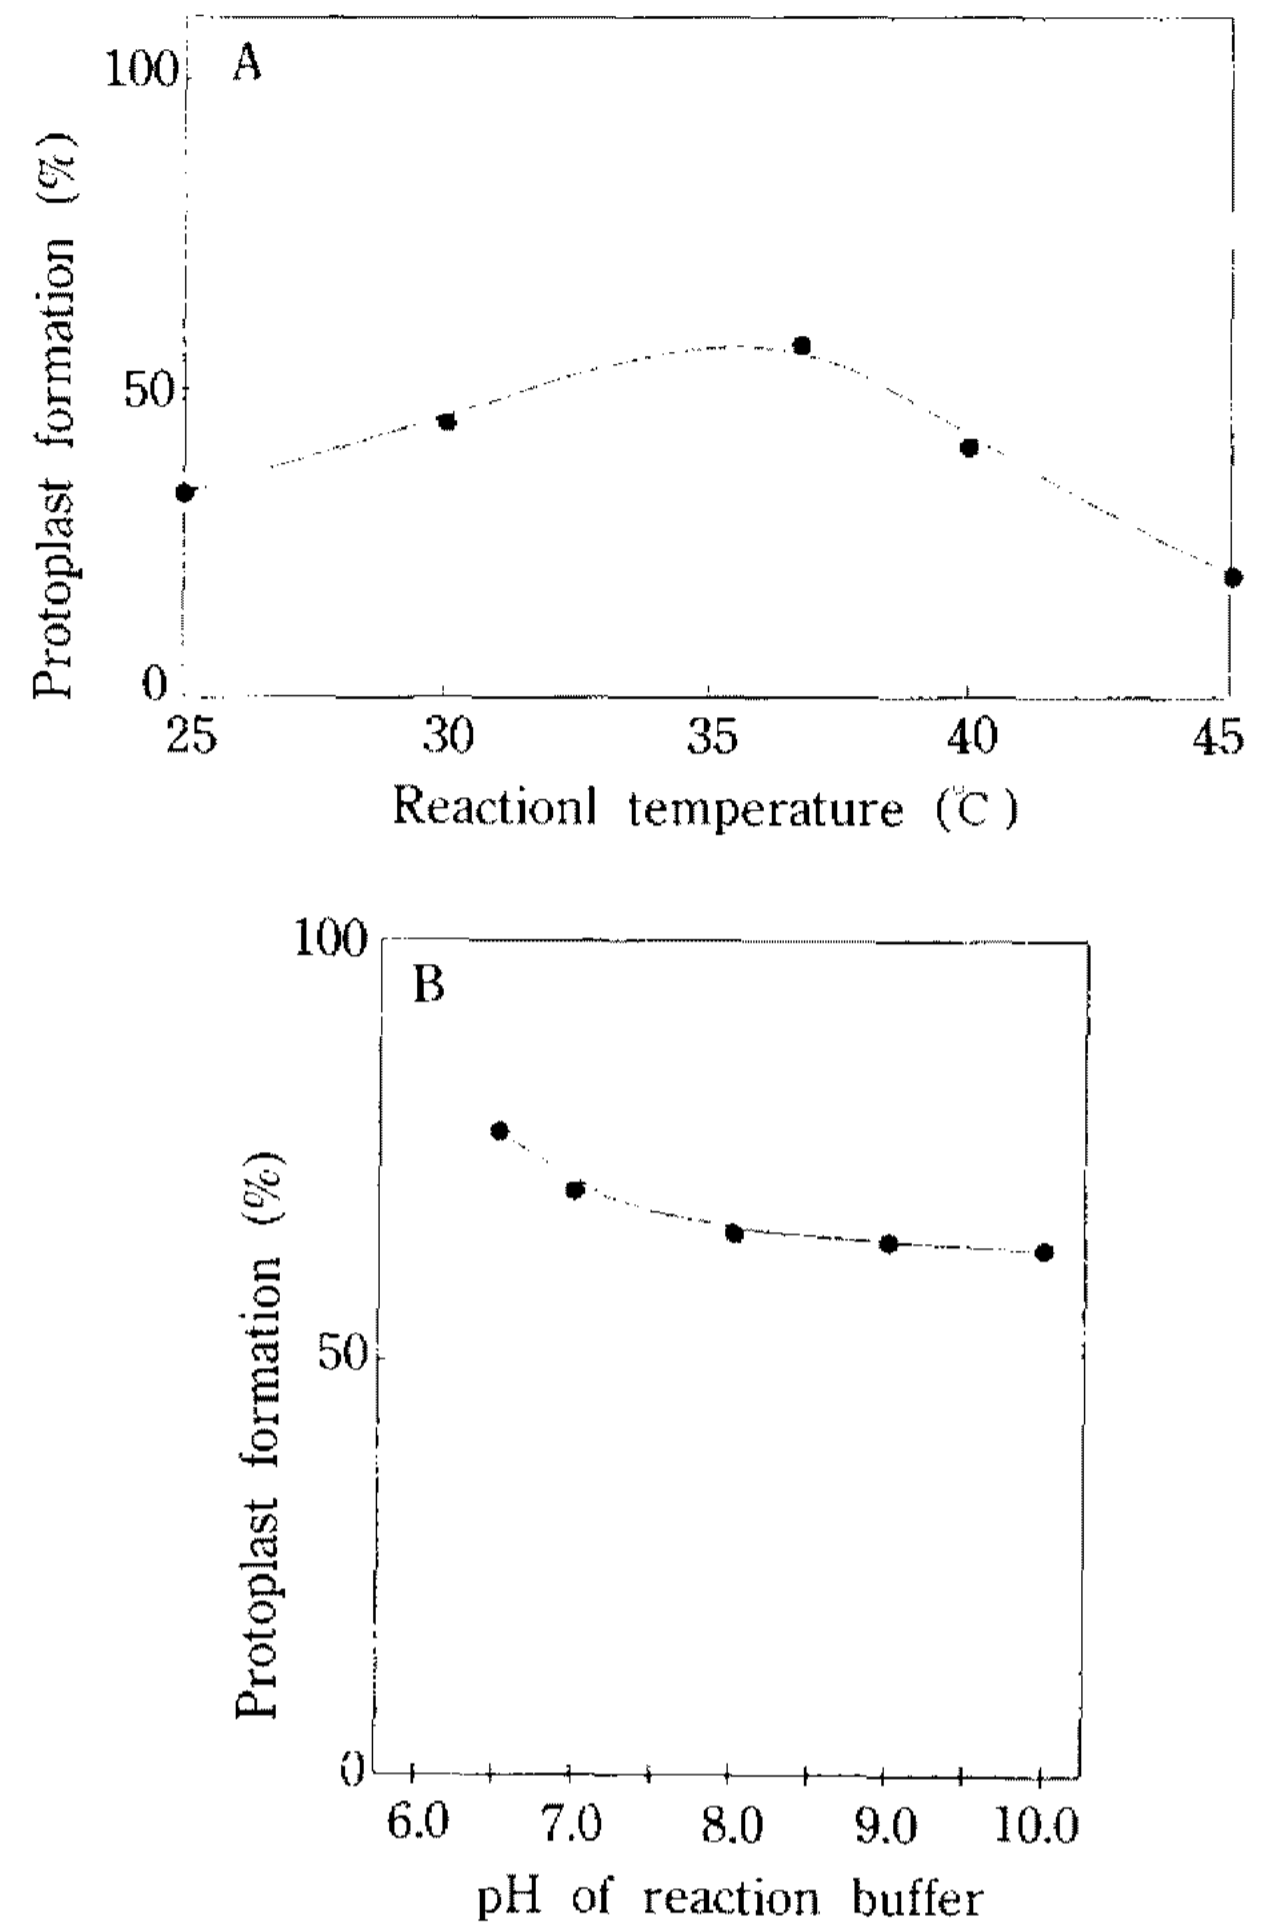 A
100
50
0
Protoplast formation (%)
25 30 35 40 45
Reactionl temperature (℃)
B
100
50
0
Protoplast formation (%)
6.0 7.0 8.0 9.0 10.0
pH of reaction buffer